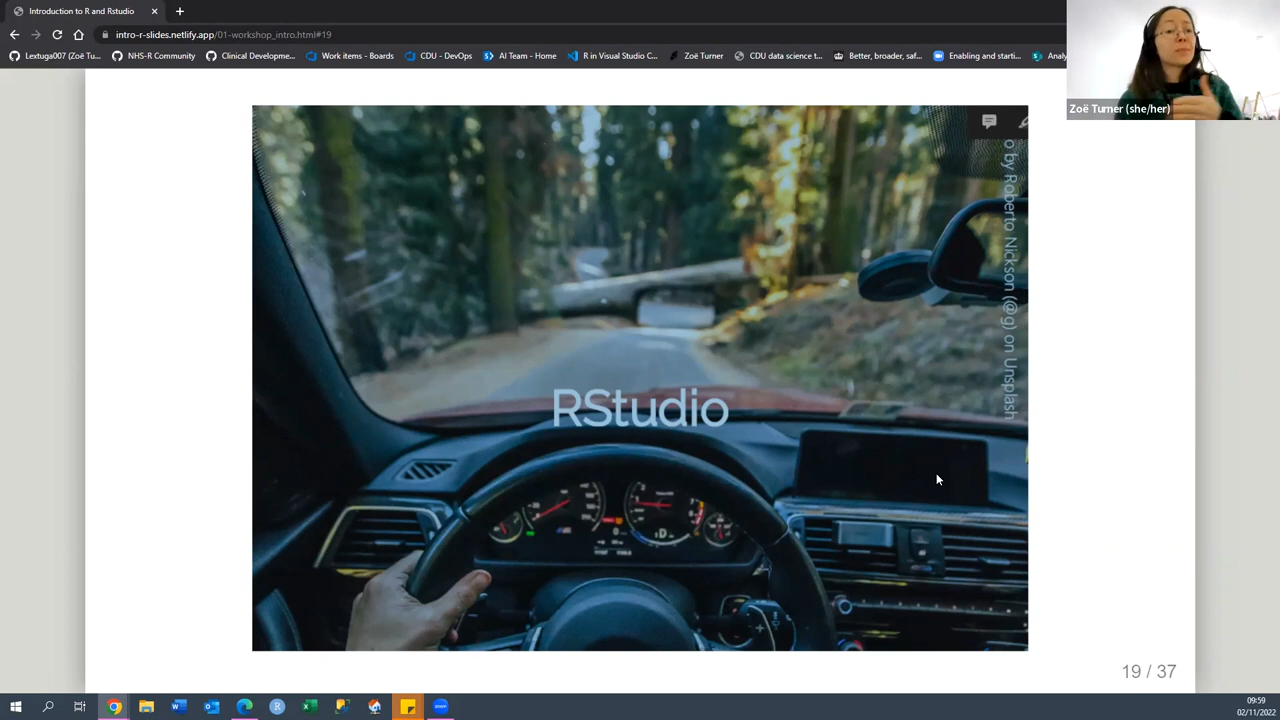 Introduction to R and Rstudio
intro-r-slides.netlify.app/01-workshop_intro.html#19
Lextuga007 (Zoë Tu...
NHS-R Community
Clinical Developme...
Work items - Boards
CDU - DevOps
AI Team - Home
R in Visual Studio C...
Zoë Turner
CDU data science t...
Better, broader, saf...
Enabling and starti...
Analy
Zoë Turner (she/her)
o by Roberto Nickson (@g) on Unsplash
RStudio
D
19 / 37
09:59
02/11/2022